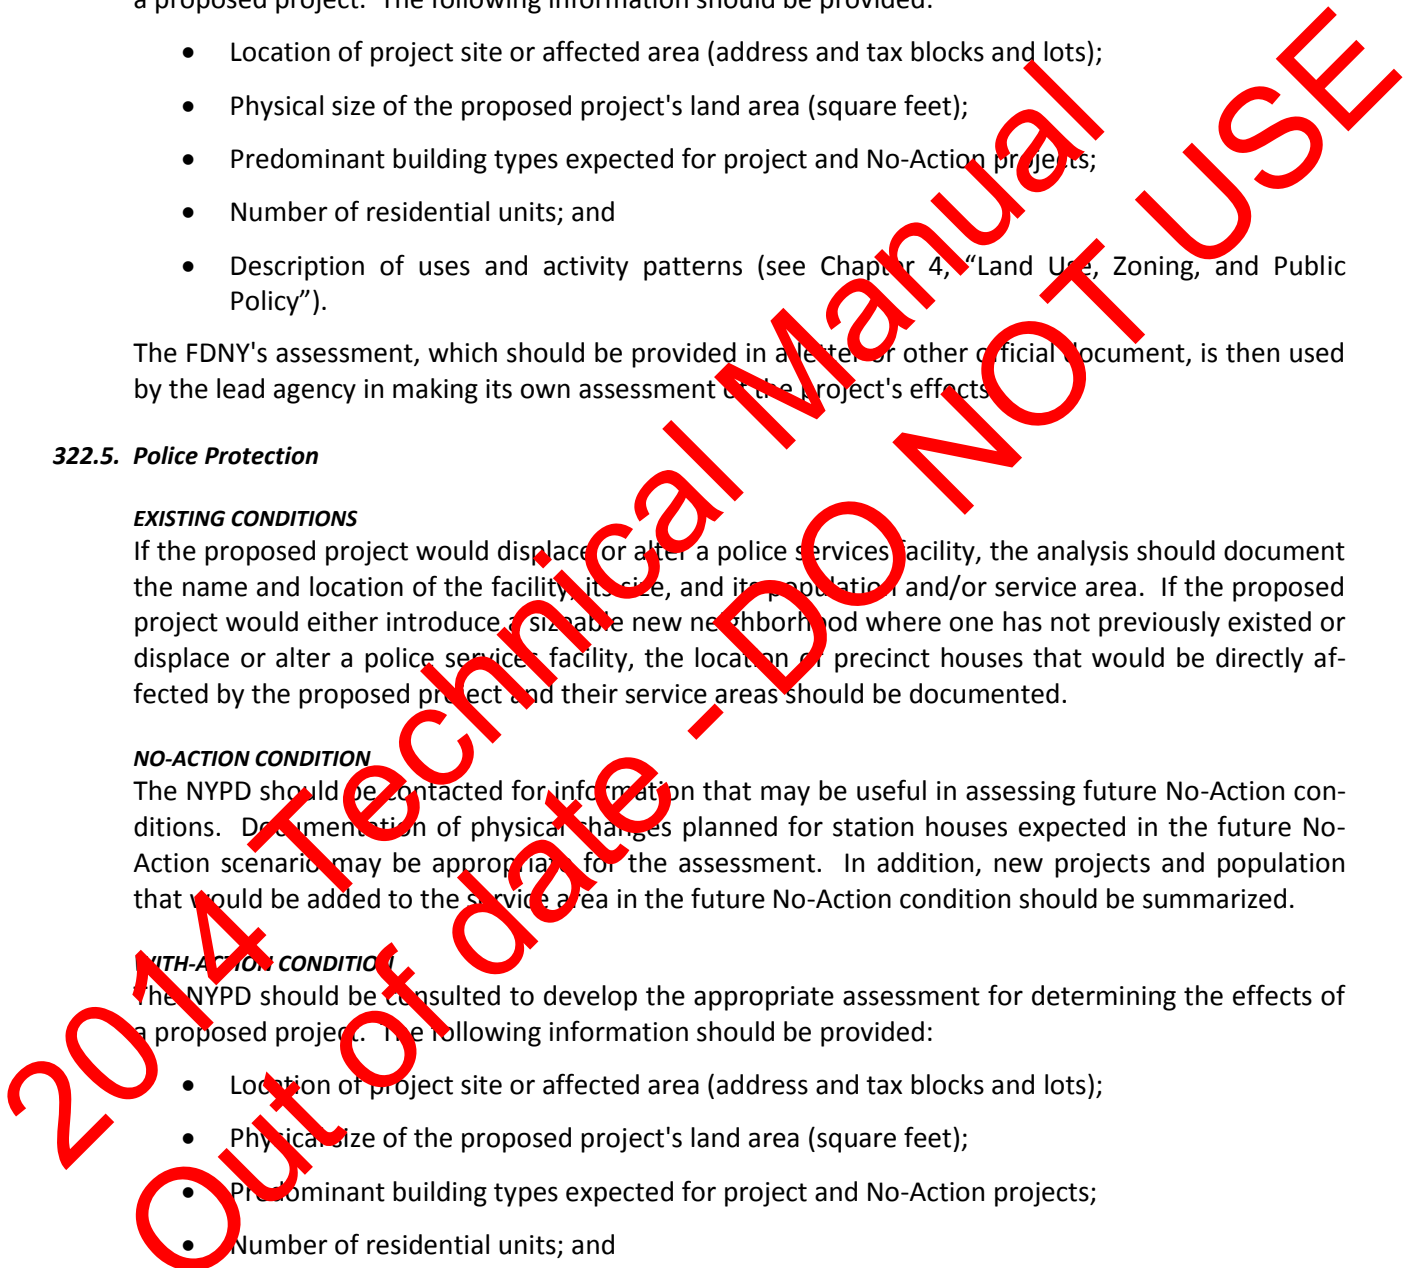 a proposed project. The following information should be provided:
• Location of project site or affected area (address and tax blocks and lots);
• Physical size of the proposed project's land area (square feet);
• Predominant building types expected for project and No-Action projects;
• Number of residential units; and
• Description of uses and activity patterns (see Chapter 4, “Land Use, Zoning, and Public
Policy”).
The FDNY's assessment, which should be provided in a letter or other official document, is then used
by the lead agency in making its own assessment of the project's effects.
322.5. Police Protection
EXISTING CONDITIONS
If the proposed project would displace or alter a police services facility, the analysis should document
the name and location of the facility, its size, and its population and/or service area. If the proposed
project would either introduce a sizeable new neighborhood where one has not previously existed or
displace or alter a police services facility, the location of precinct houses that would be directly af-
fected by the proposed project and their service areas should be documented.
NO-ACTION CONDITION
The NYPD should be contacted for information that may be useful in assessing future No-Action con-
ditions. Documentation of physical changes planned for station houses expected in the future No-
Action scenario may be appropriate for the assessment. In addition, new projects and population
that would be added to the service area in the future No-Action condition should be summarized.
WITH-ACTION CONDITION
The NYPD should be consulted to develop the appropriate assessment for determining the effects of
a proposed project. The following information should be provided:
• Location of project site or affected area (address and tax blocks and lots);
• Physical size of the proposed project's land area (square feet);
• Predominant building types expected for project and No-Action projects;
• Number of residential units; and
2014 Technical Manual
Out of date - DO NOT USE